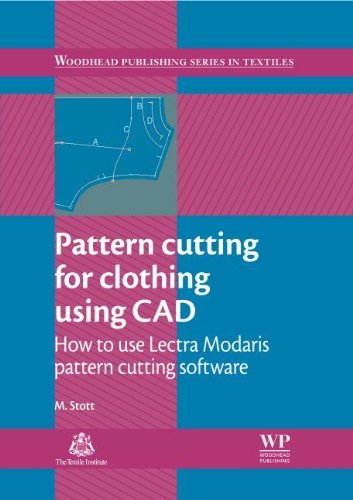 Woodhead Publishing Series in Textiles
A
C
B
D
Pattern cutting
for clothing
using CAD
How to use Lectra Modaris
pattern cutting software
M. Stott
The Textile Institute
WP
WOODHEAD
PUBLISHING